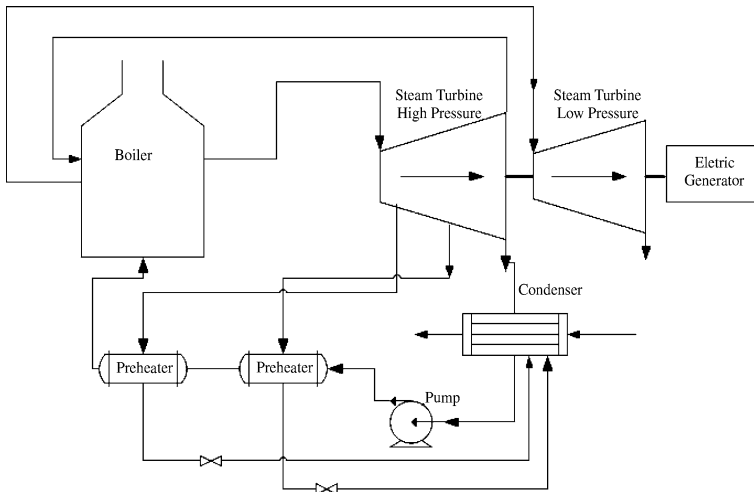 Steam Turbine
High Pressure
Steam Turbine
Low Pressure
Boiler
Eletric
Generator
Condenser
Preheater
Preheater
Pump